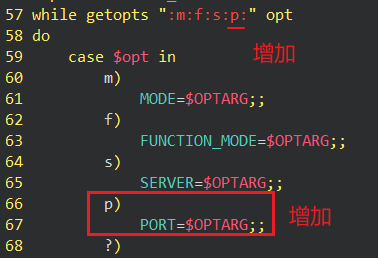 57 while getopts ":m:f:s:p:" opt
58 do
59     case $opt in 增加
60         m)
61             MODE=$OPTARG;;
62         f)
63             FUNCTION_MODE=$OPTARG;;
64         s)
65             SERVER=$OPTARG;;
66         p)
67             PORT=$OPTARG;; 增加
68         ?)